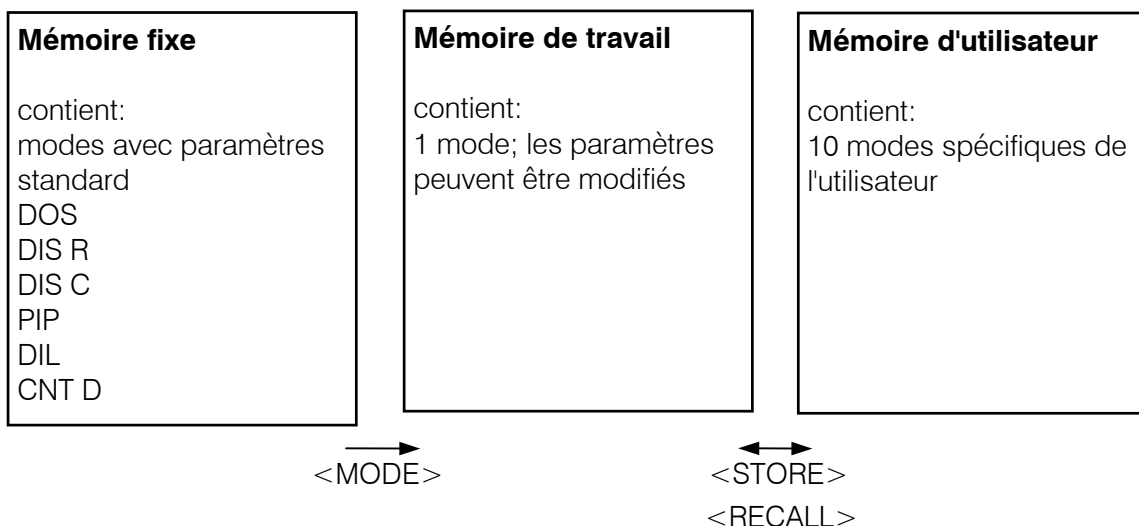 Mémoire fixe
contient:
modes avec paramètres
standard
DOS
DIS R
DIS C
PIP
DIL
CNT D
Mémoire de travail
contient:
1 mode; les paramètres
peuvent être modifiés
Mémoire d'utilisateur
contient:
10 modes spécifiques de
l'utilisateur
<MODE>
<STORE>
<RECALL>